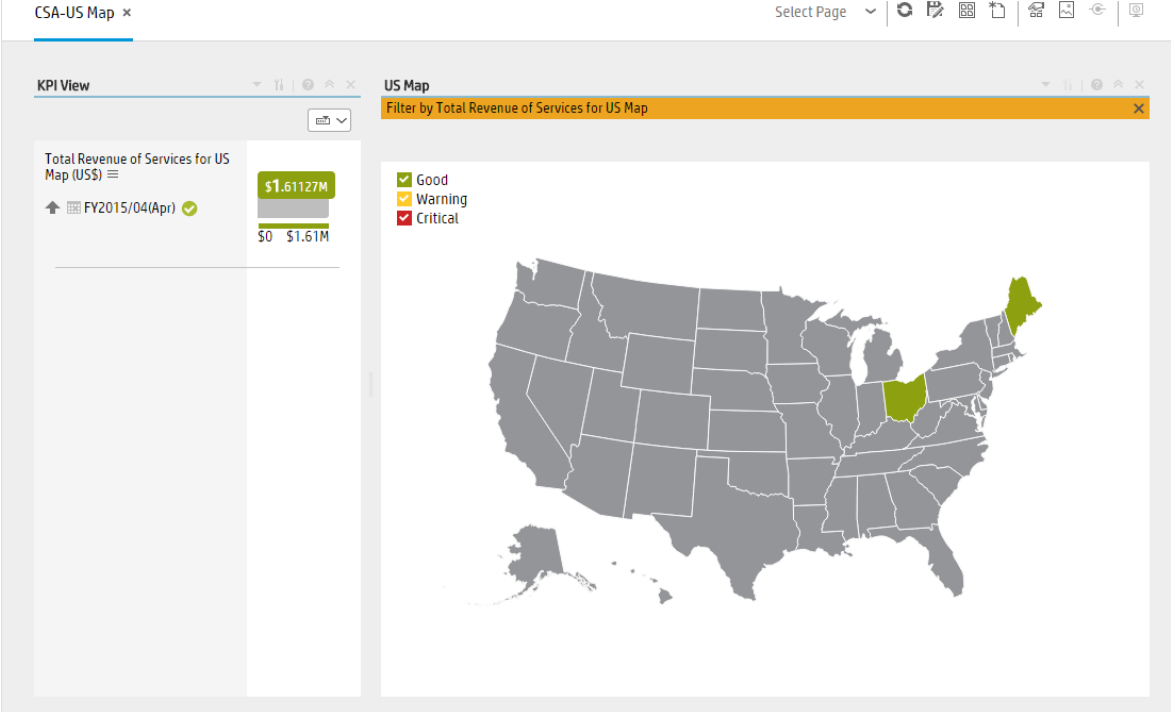 CSA-US Map ×
Select Page
KPI View
US Map
Filter by Total Revenue of Services for US Map
Total Revenue of Services for US
Map (US$)
$1.61127M
FY2015/04(Apr)
$0 $1.61M
Good
Warning
Critical